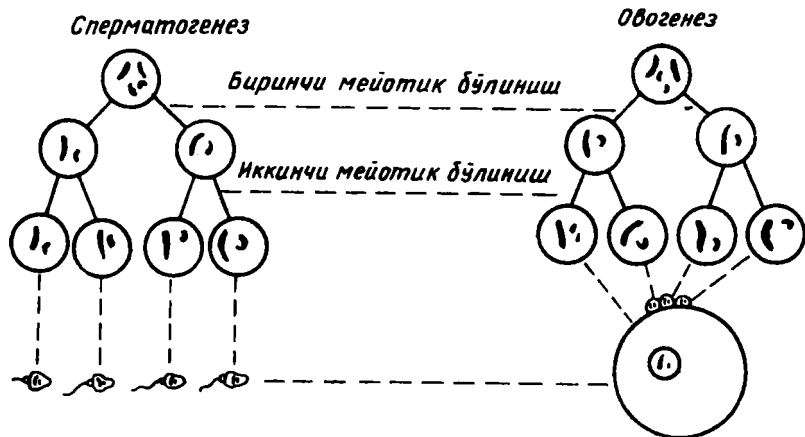 Сперматогенез
Овогенез
Биринчи мейотик бўлиниш
Иккинчи мейотик бўлиниш